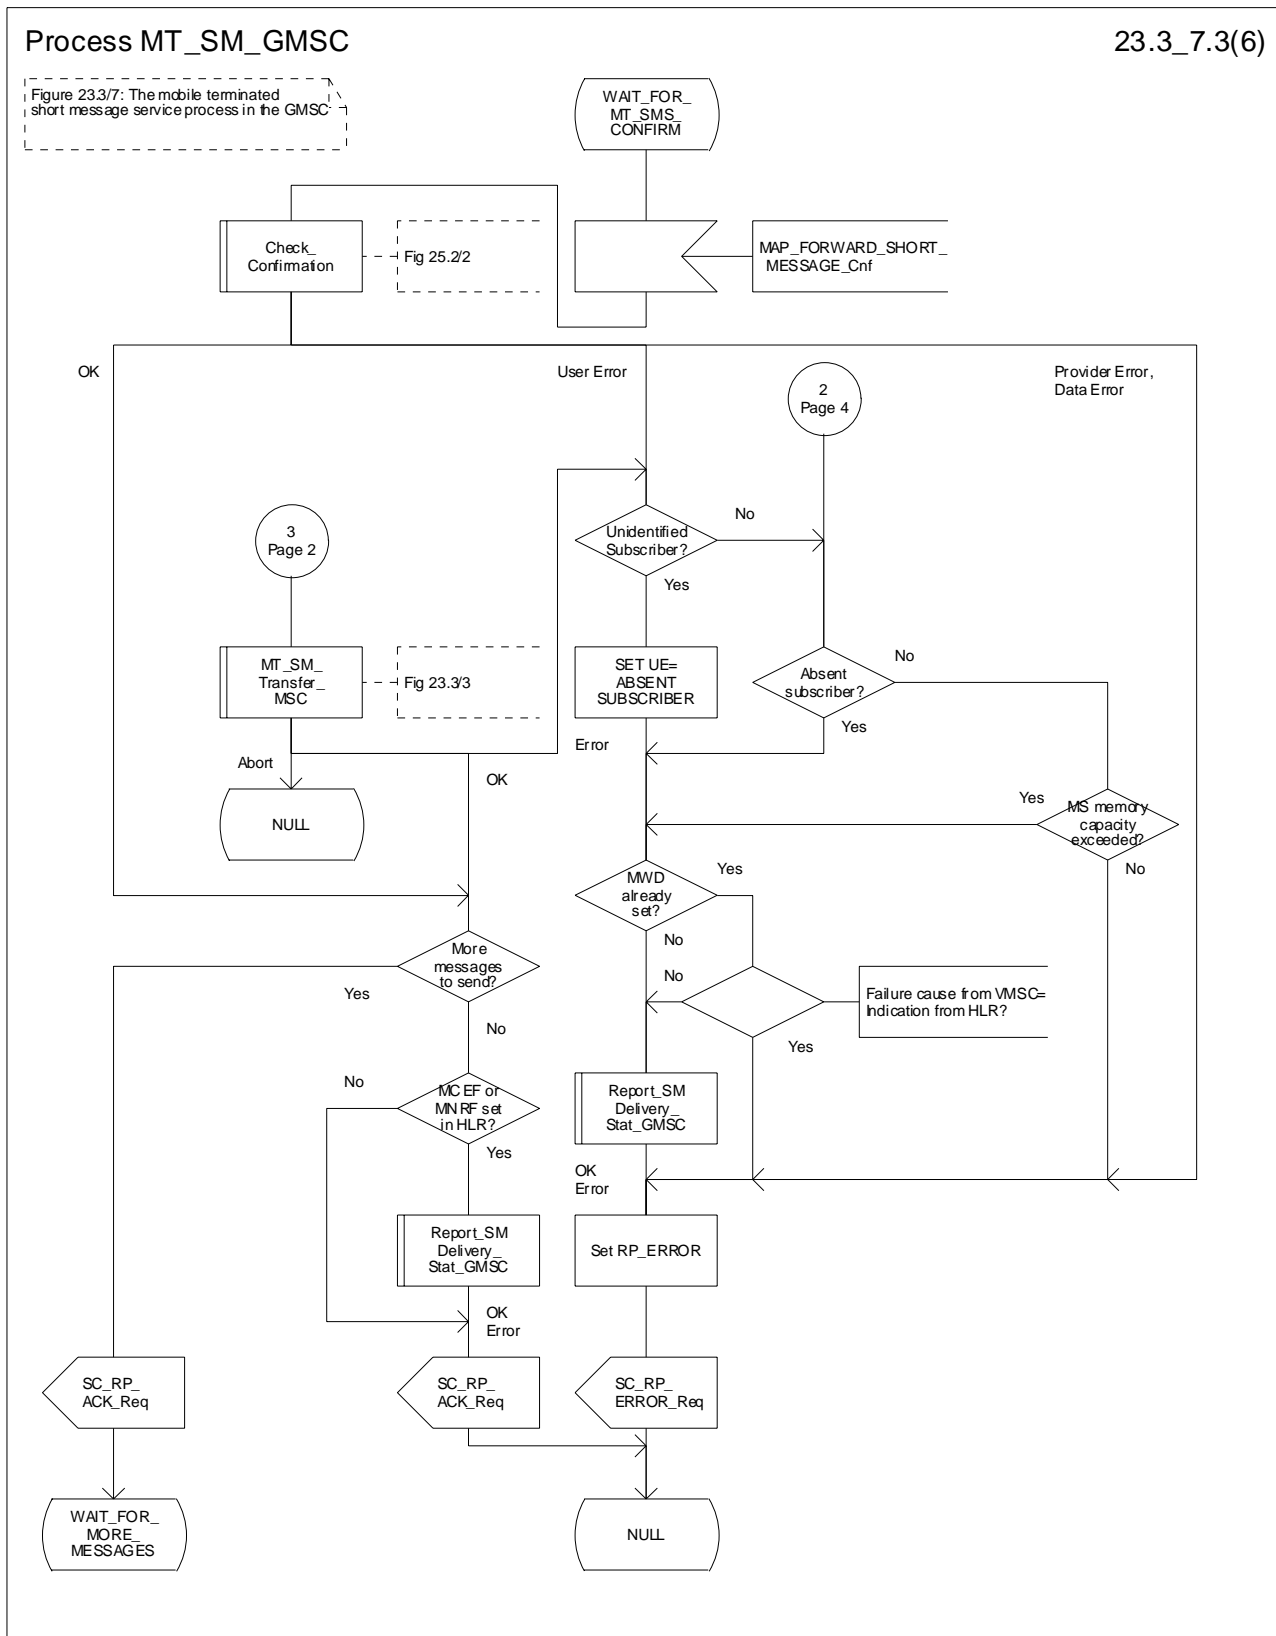 Process MT_SM_GMSC
23.3_7.3(6)
Figure 23.3/7: The mobile terminated
short message service process in the GMSC
WAIT_FOR_
MT_SMS_
CONFIRM
Check_
Confirmation
Fig 25.2/2
MAP_FORWARD_SHORT_
MESSAGE_Cnf
OK
User Error
Provider Error,
Data Error
2
Page 4
3
Page 2
Unidentified
Subscriber?
No
Yes
MT_SM_
Transfer_
MSC
Fig 23.3/3
SET UE=
ABSENT
SUBSCRIBER
Absent
subscriber?
No
Yes
Error
Abort
OK
NULL
Yes
MS memory
capacity
exceeded?
No
MWD
already
set?
Yes
No
More
messages
to send?
Yes
No
No
Failure cause from VMSC=
Indication from HLR?
Yes
No
MCEF or
MNRF set
in HLR?
Yes
Report_SM
Delivery_
Stat_GMSC
OK
Error
Report_SM
Delivery_
Stat_GMSC
Set RP_ERROR
OK
Error
SC_RP_
ACK_Req
SC_RP_
ACK_Req
SC_RP_
ERROR_Req
WAIT_FOR_
MORE_
MESSAGES
NULL